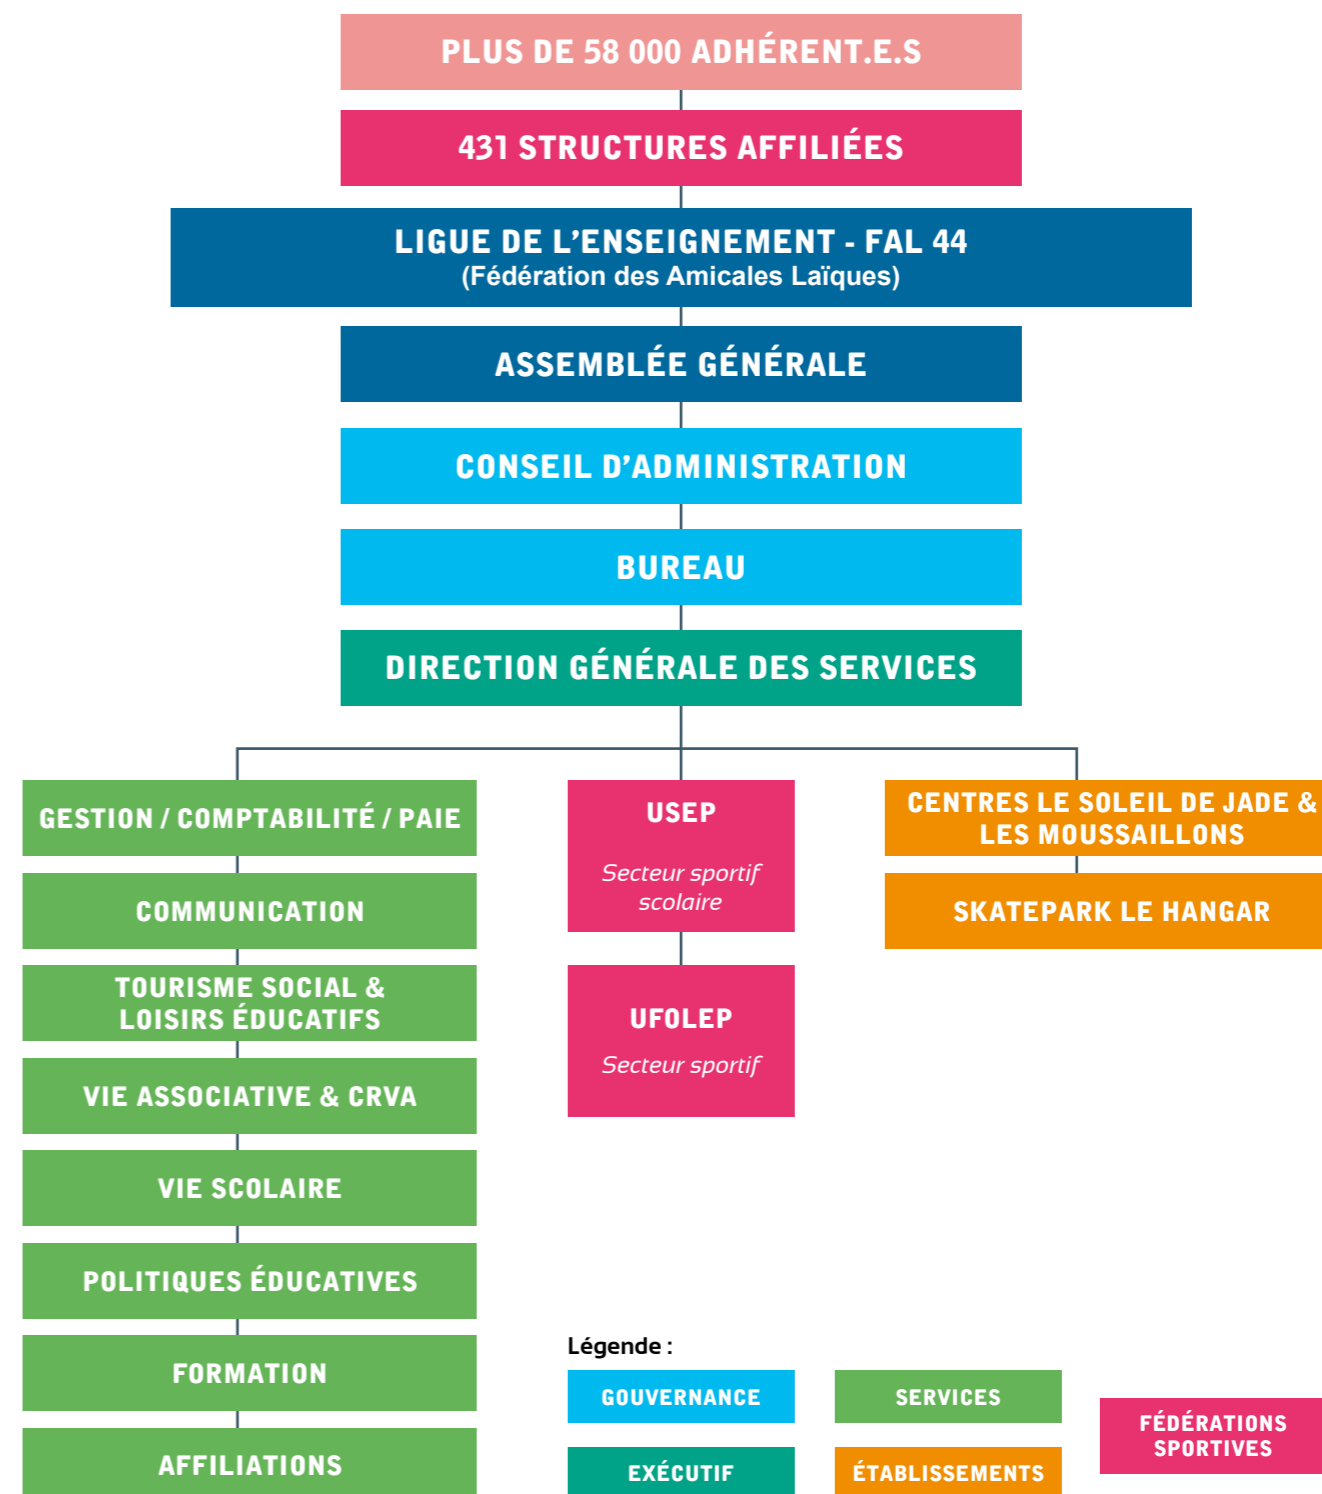 PLUS DE 58 000 ADHÉRENT.E.S
431 STRUCTURES AFFILIÉES
LIGUE DE L'ENSEIGNEMENT - FAL 44
(Fédération des Amicales Laïques)
ASSEMBLÉE GÉNÉRALE
CONSEIL D'ADMINISTRATION
BUREAU
DIRECTION GÉNÉRALE DES SERVICES
GESTION / COMPTABILITÉ / PAIE
COMMUNICATION
TOURISME SOCIAL &
LOISIRS ÉDUCATIFS
VIE ASSOCIATIVE & CRVA
VIE SCOLAIRE
POLITIQUES ÉDUCATIVES
FORMATION
AFFILIATIONS
USEP
Secteur sportif
scolaire
UFOLEP
Secteur sportif
CENTRES LE SOLEIL DE JADE &
LES MOUSSAILLONS
SKATEPARK LE HANGAR
Légende :
GOUVERNANCE
SERVICES
FÉDÉRATIONS
SPORTIVES
EXÉCUTIF
ÉTABLISSEMENTS